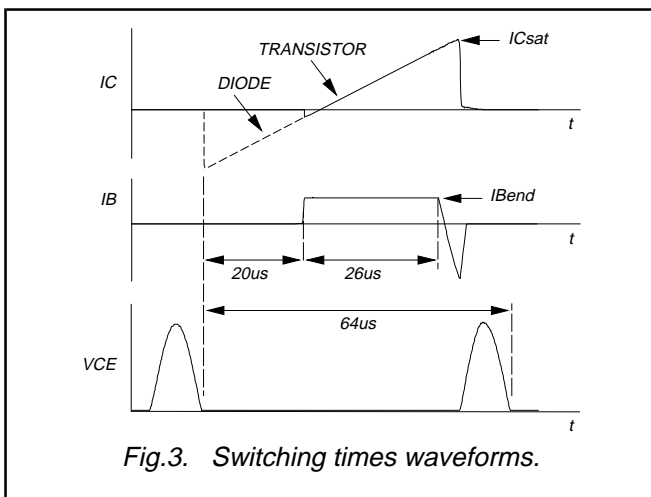 ICsat
TRANSISTOR
DIODE
IC
t
IB
IBend
t
20us
26us
64us
VCE
t
Fig.3. Switching times waveforms.